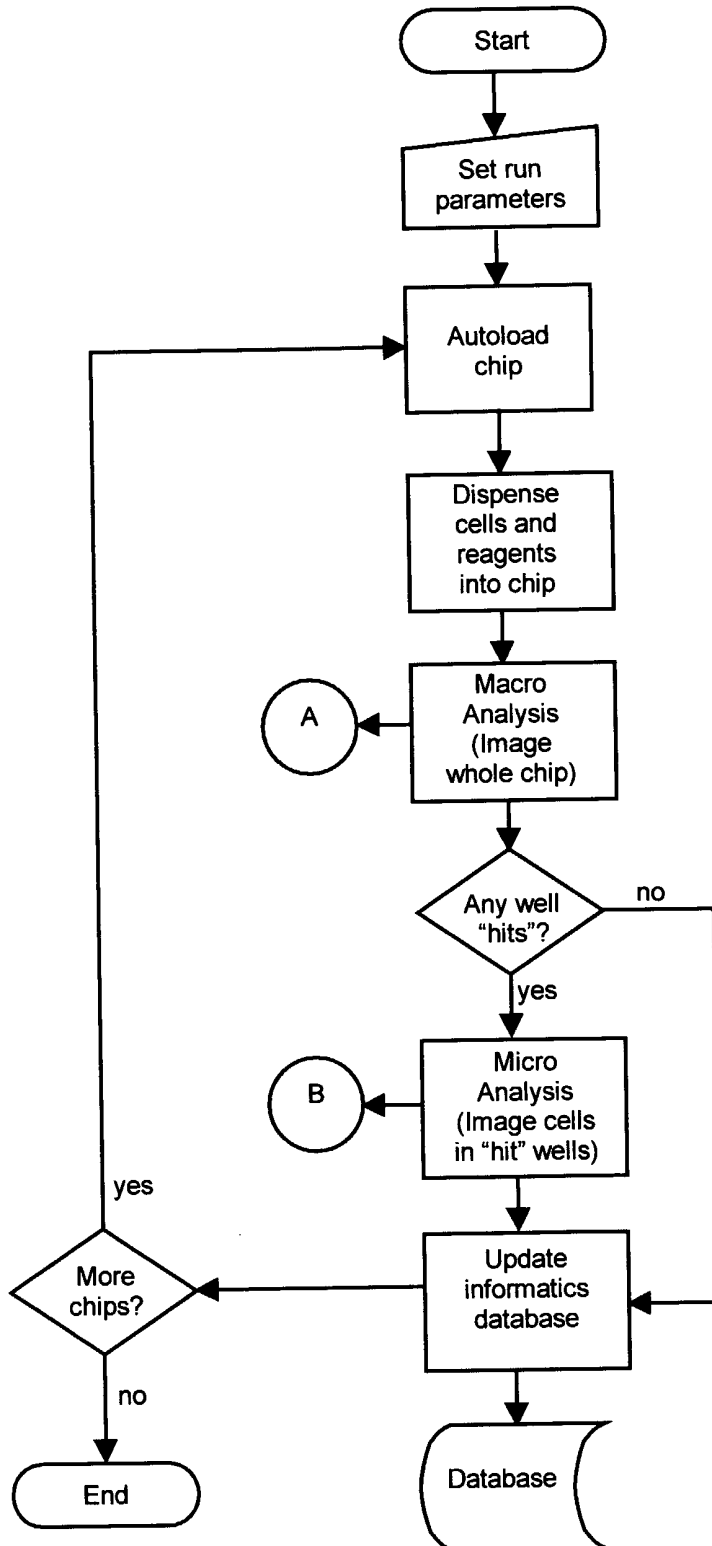 Start
Set run
parameters
Autoload
chip
Dispense
cells and
reagents
into chip
Macro
Analysis
(Image
whole chip)
A
Any well
“hits”?
no
yes
Micro
Analysis
(Image cells
in “hit” wells)
B
yes
Update
informatics
database
More
chips?
no
Database
End